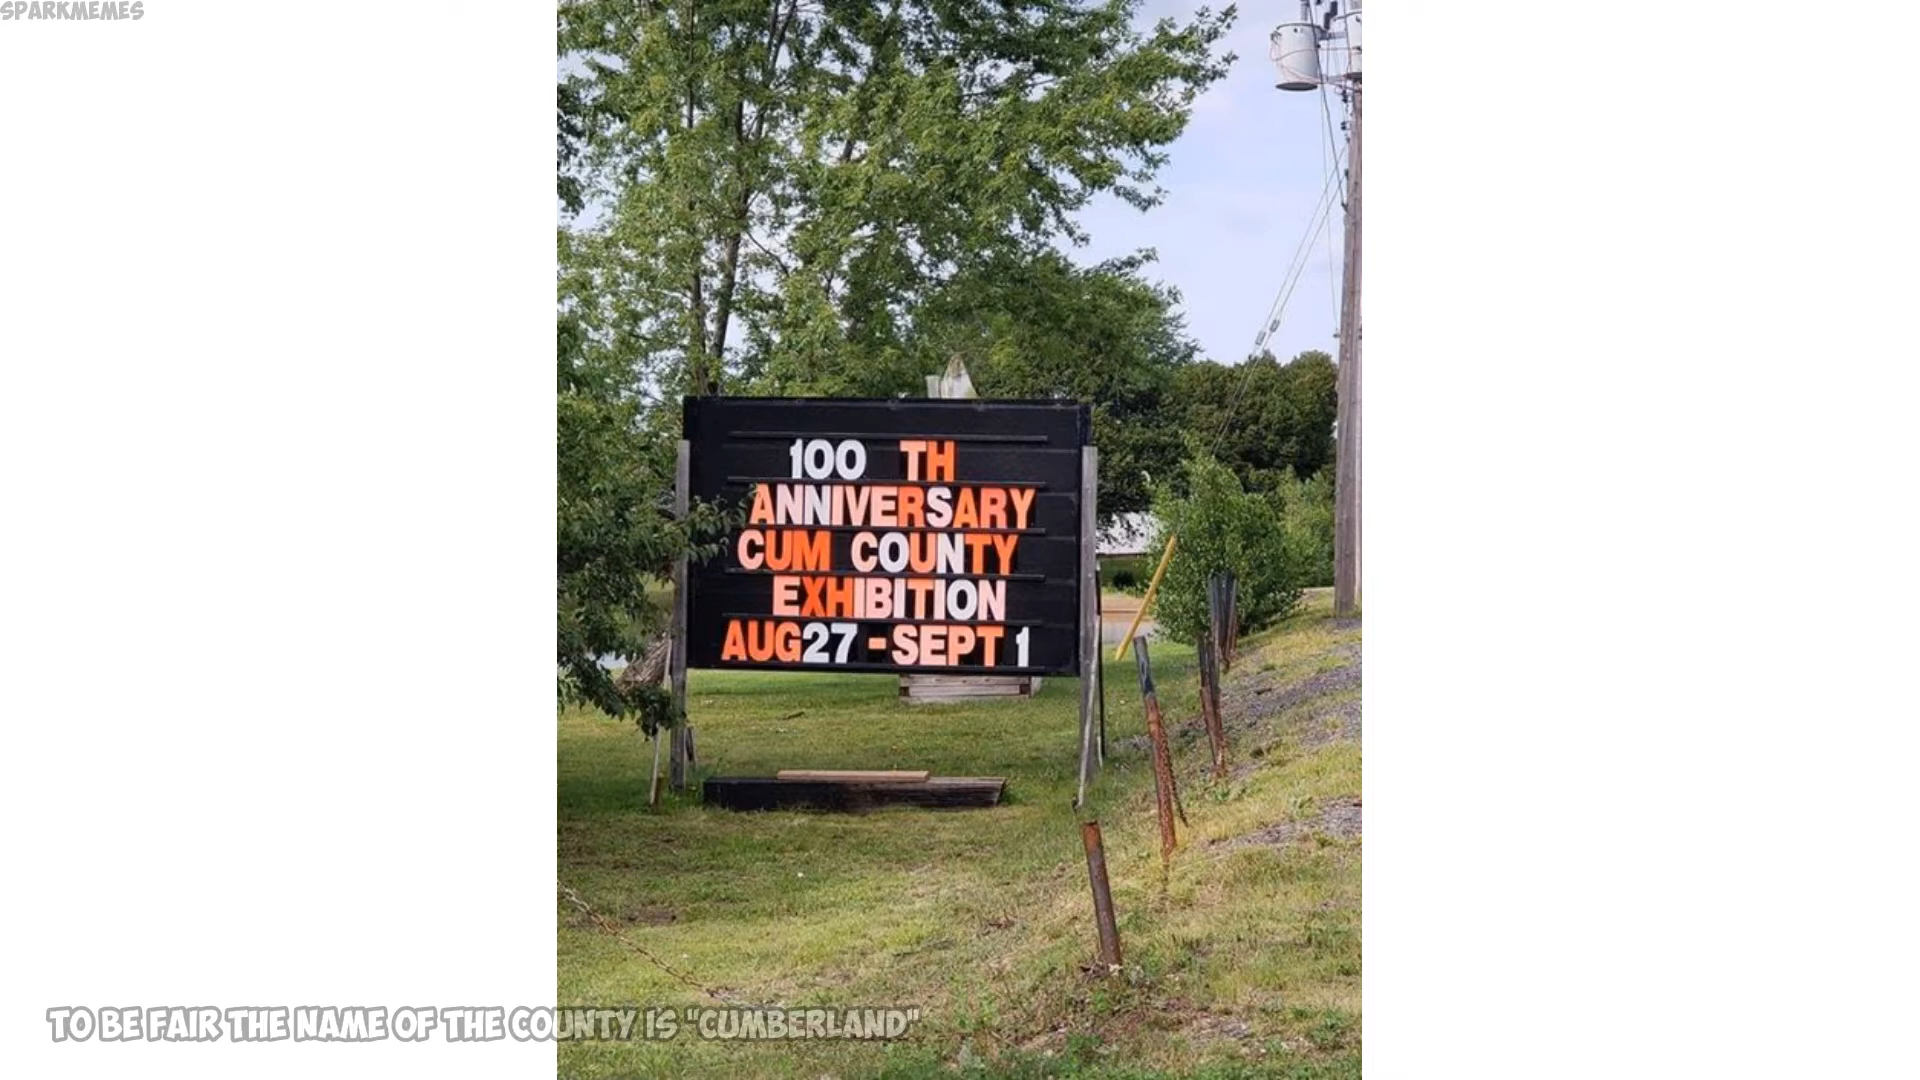 SPARKMEMES
100 TH
ANNIVERSARY
CUM COUNTY
EXHIBITION
AUG27-SEPT 1
TO BE FAIR THE NAME OF THE COUNTY IS "CUMBERLAND"